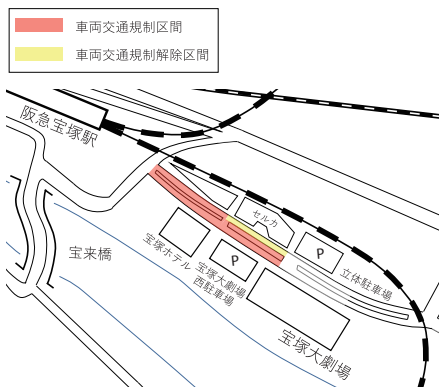 車両交通規制区間
車両交通規制解除区間
阪急宝塚駅
セルカ
P
立体駐車場
宝来橋
宝塚ホテル
P
宝塚大劇場
西駐車場
宝塚大劇場